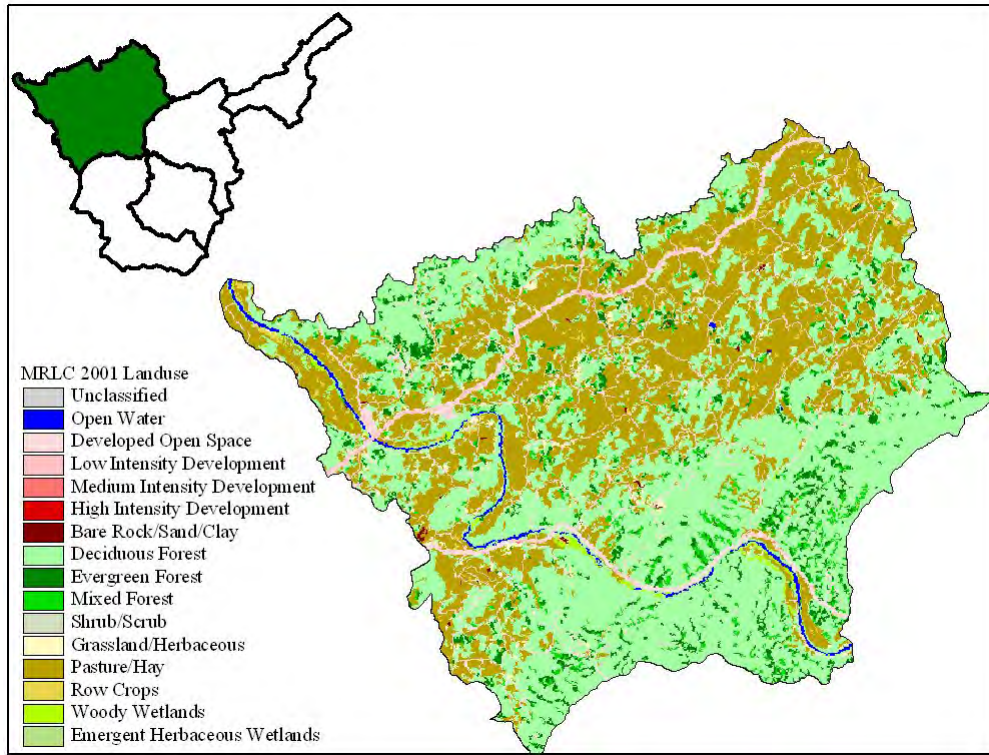 MRLC 2001 Landuse
Unclassified
Open Water
Developed Open Space
Low Intensity Development
Medium Intensity Development
High Intensity Development
Bare Rock/Sand/Clay
Deciduous Forest
Evergreen Forest
Mixed Forest
Shrub/Scrub
Grassland/Herbaceous
Pasture/Hay
Row Crops
Woody Wetlands
Emergent Herbaceous Wetlands